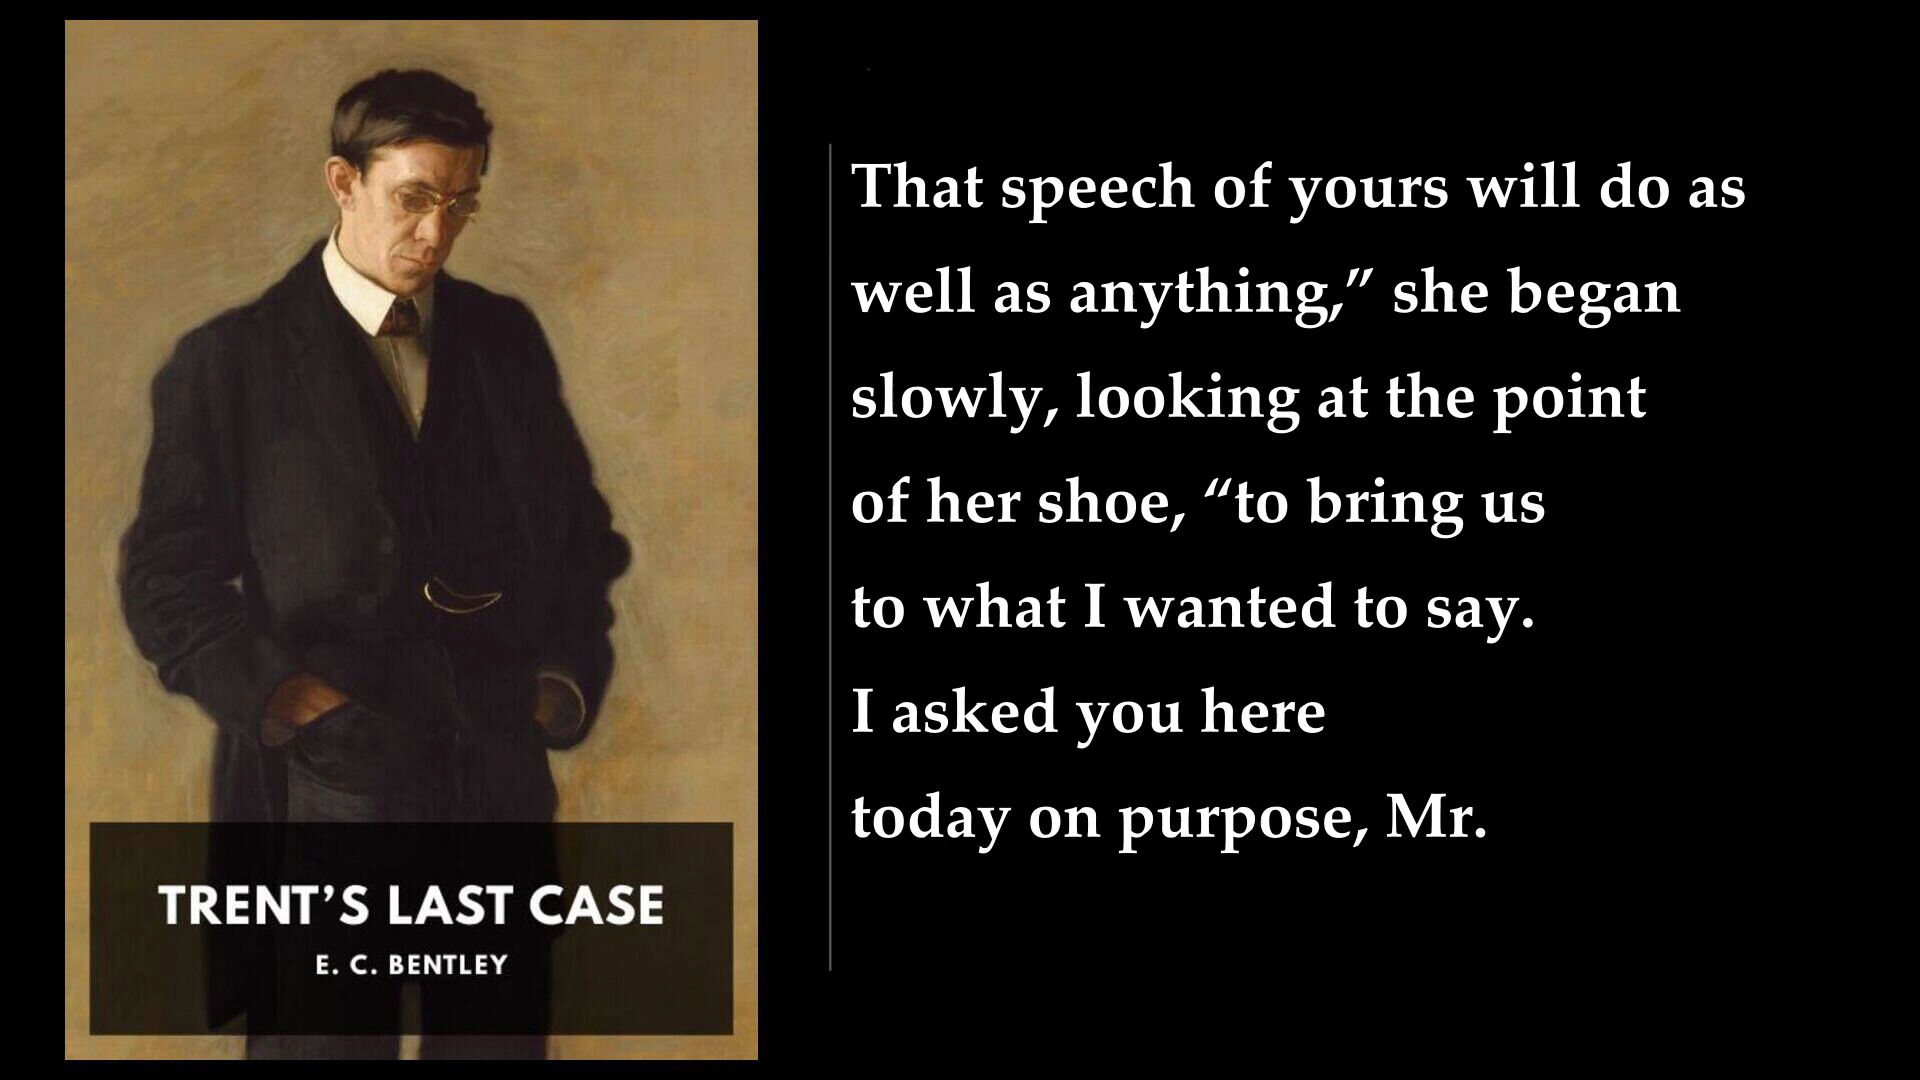 TRENT’S LAST CASE
E. C. BENTLEY
That speech of yours will do as
well as anything,” she began
slowly, looking at the point
of her shoe, “to bring us
to what I wanted to say.
I asked you here
today on purpose, Mr.